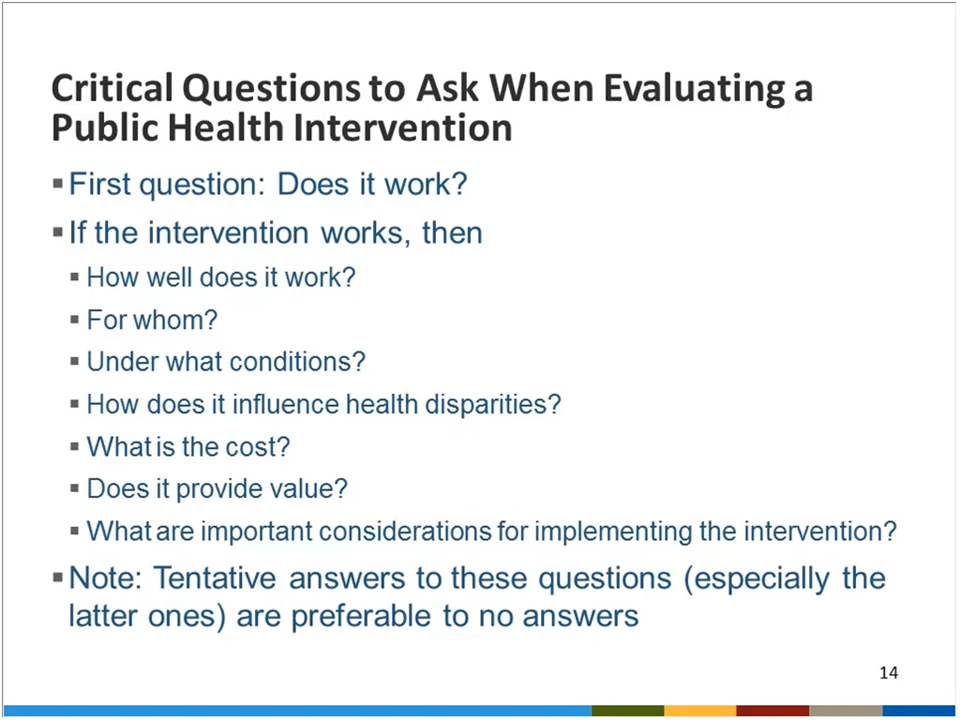 Critical Questions to Ask When Evaluating a
Public Health Intervention
▪First question: Does it work?
▪If the intervention works, then
▪ How well does it work?
▪ For whom?
▪ Under what conditions?
▪ How does it influence health disparities?
▪ What is the cost?
▪ Does it provide value?
▪ What are important considerations for implementing the intervention?
▪Note: Tentative answers to these questions (especially the
latter ones) are preferable to no answers
14